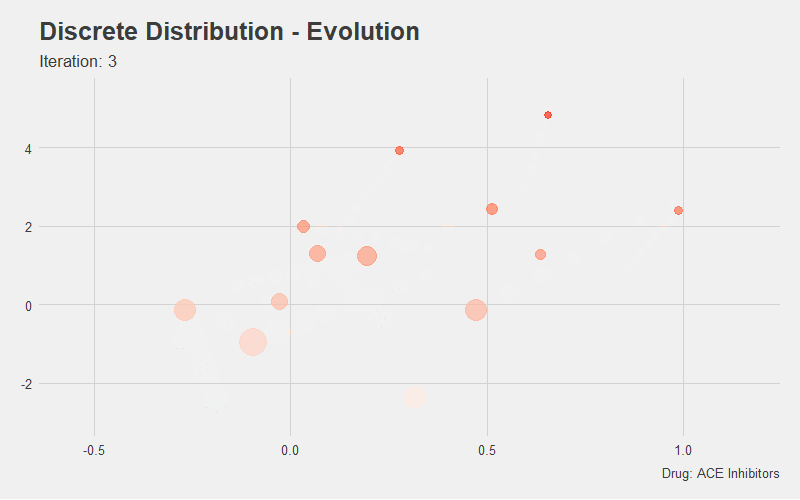 Discrete Distribution - Evolution
Iteration: 3
4
2
0
-2
-0.5 0.0 0.5 1.0
Drug: ACE Inhibitors